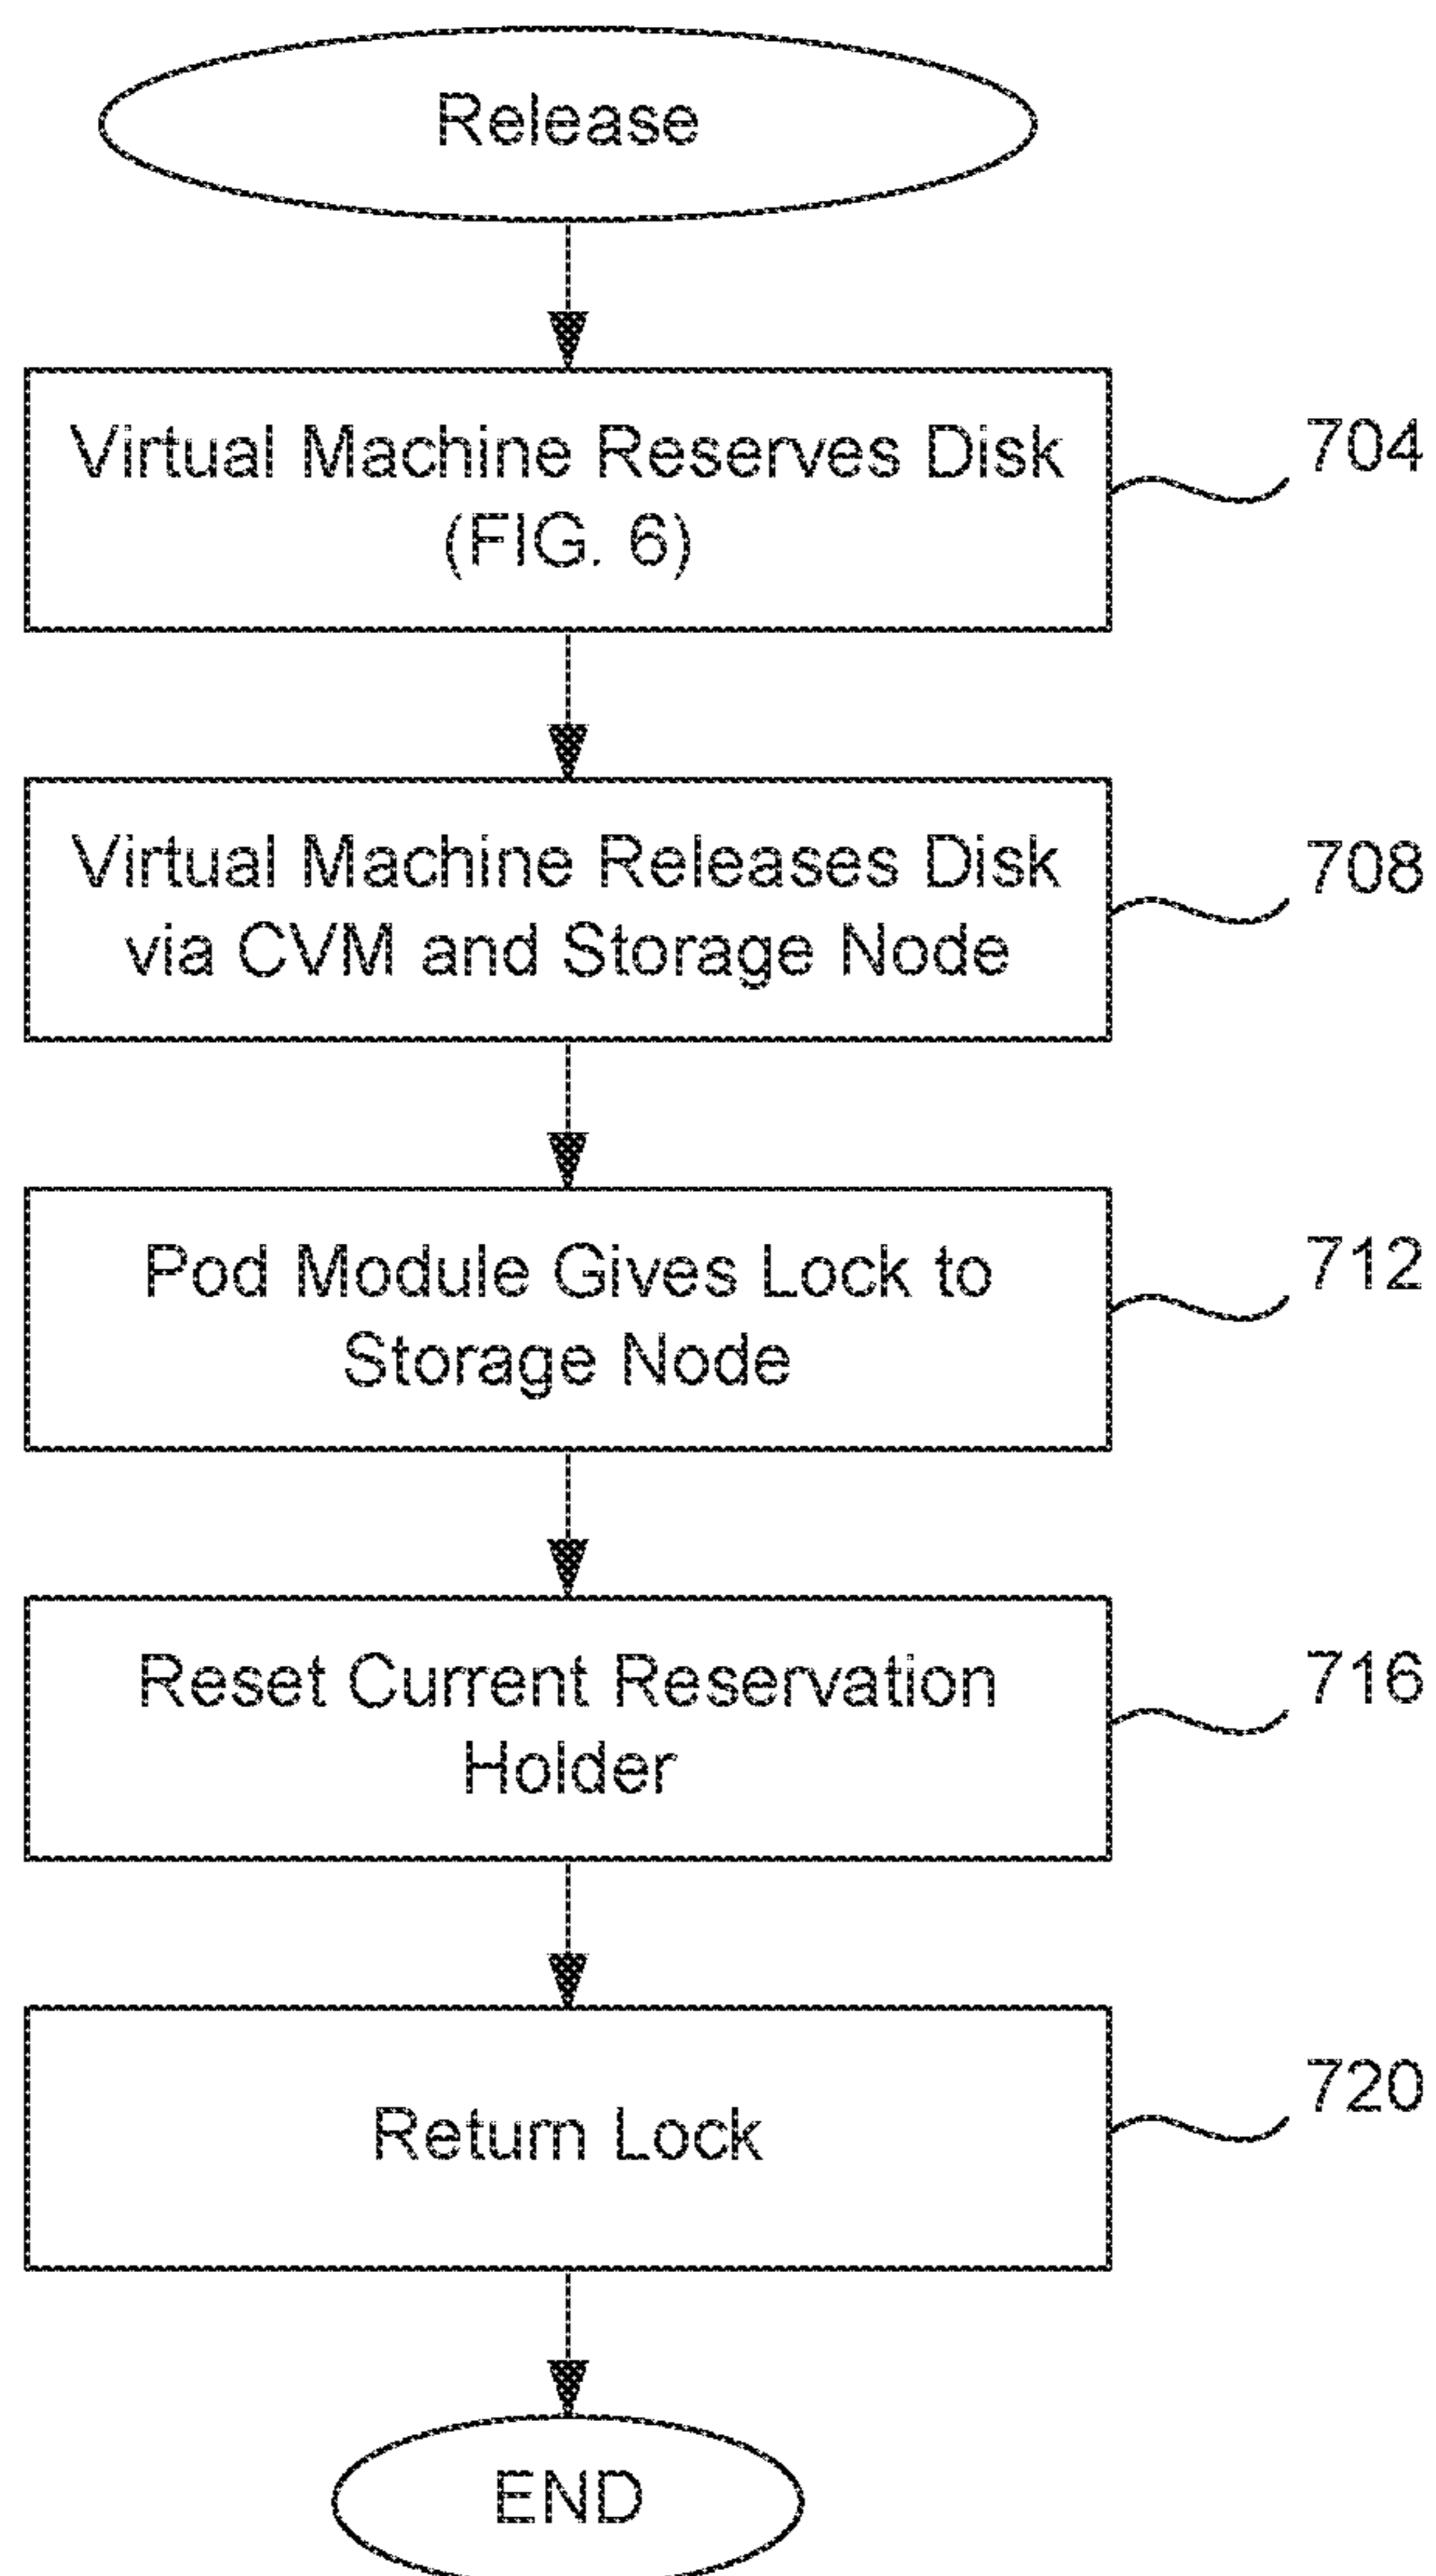 Release
Virtual Machine Reserves Disk
(FIG. 6)
704
Virtual Machine Releases Disk
via CVM and Storage Node
708
Pod Module Gives Lock to
Storage Node
712
Reset Current Reservation
Holder
716
Return Lock
720
END